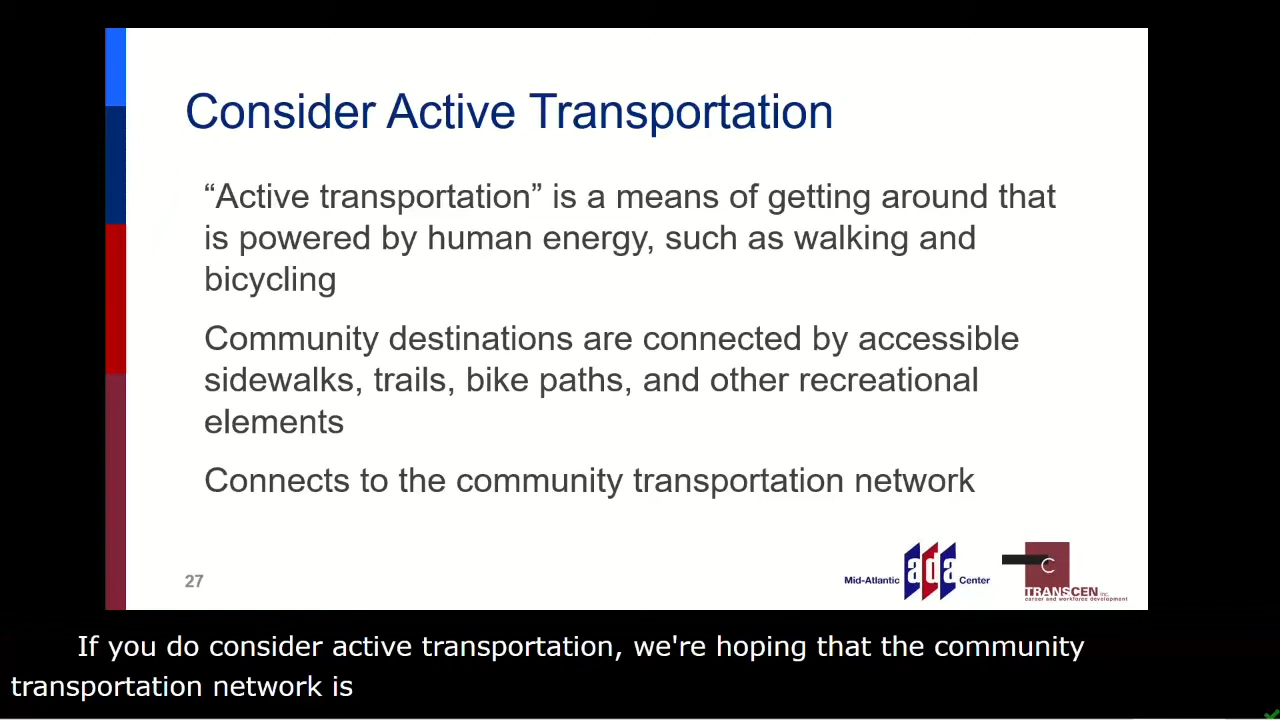 Consider Active Transportation
“Active transportation” is a means of getting around that
is powered by human energy, such as walking and
bicycling
Community destinations are connected by accessible
sidewalks, trails, bike paths, and other recreational
elements
Connects to the community transportation network
27
Mid-Atlantic ada Center
C
TRANSCEN inc.
career and workforce development
If you do consider active transportation, we're hoping that the community
transportation network is